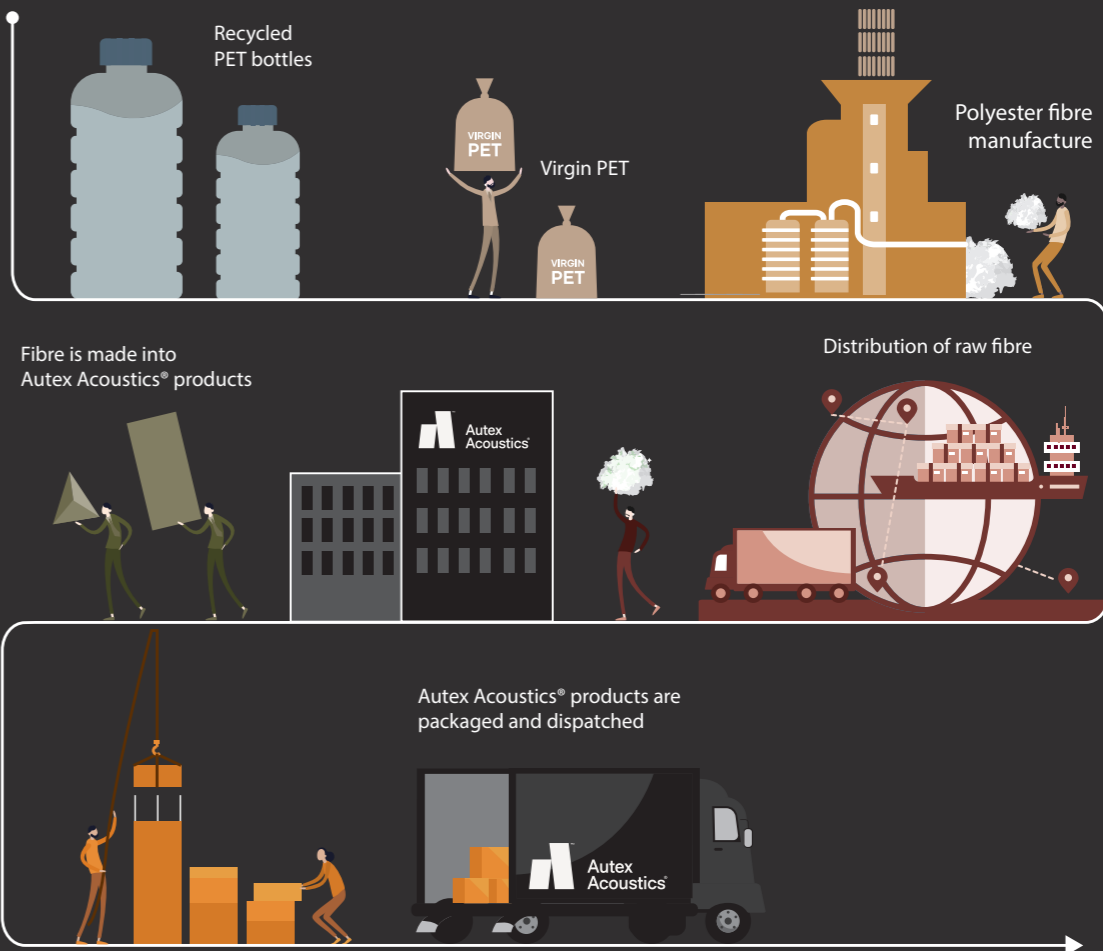 Recycled
PET bottles
VIRGIN
PET
Virgin PET
VIRGIN
PET
Polyester fibre
manufacture
Distribution of raw fibre
Fibre is made into
Autex Acoustics® products
Autex
Acoustics®
Autex Acoustics® products are
packaged and dispatched
Autex
Acoustics®